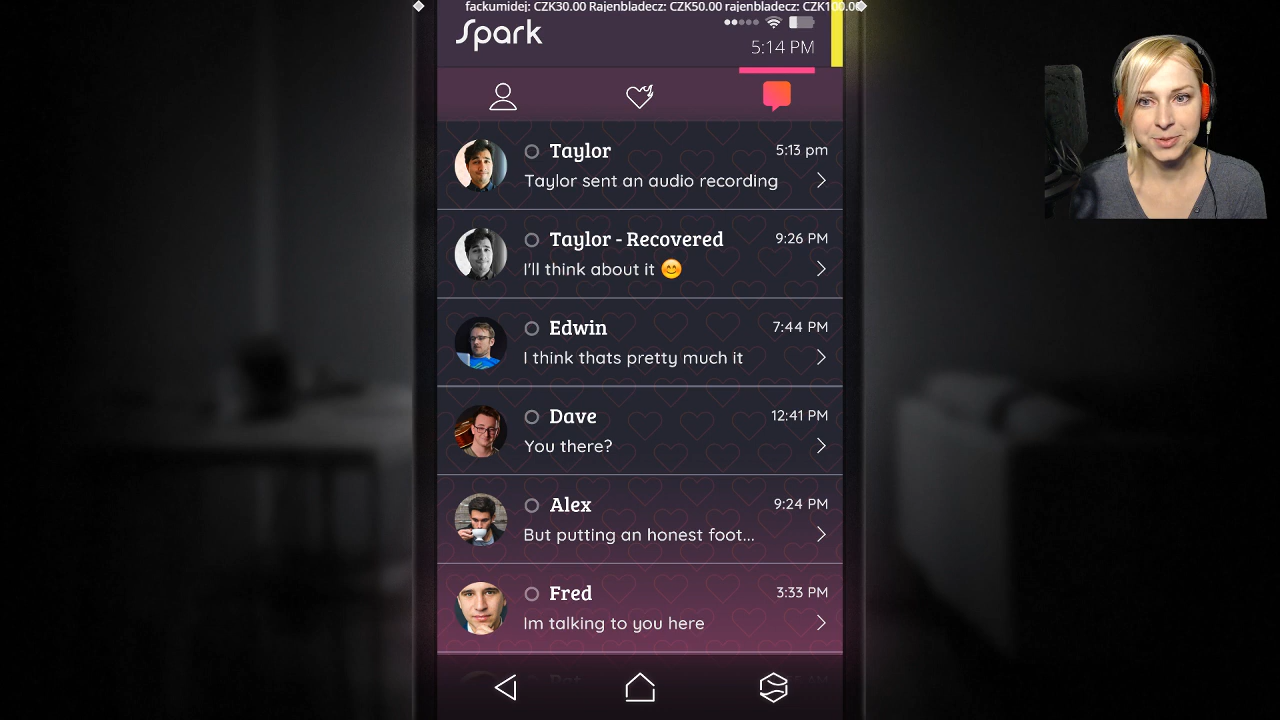 fackumidej: CZK30.00 Rajenbladecz: CZK50.00 rajenbladecz: CZK100.00
Spark
5:14 PM
Taylor 5:13 pm
Taylor sent an audio recording
Taylor - Recovered 9:26 PM
I'll think about it 😊
Edwin 7:44 PM
I think thats pretty much it
Dave 12:41 PM
You there?
Alex 9:24 PM
But putting an honest foot...
Fred 3:33 PM
Im talking to you here